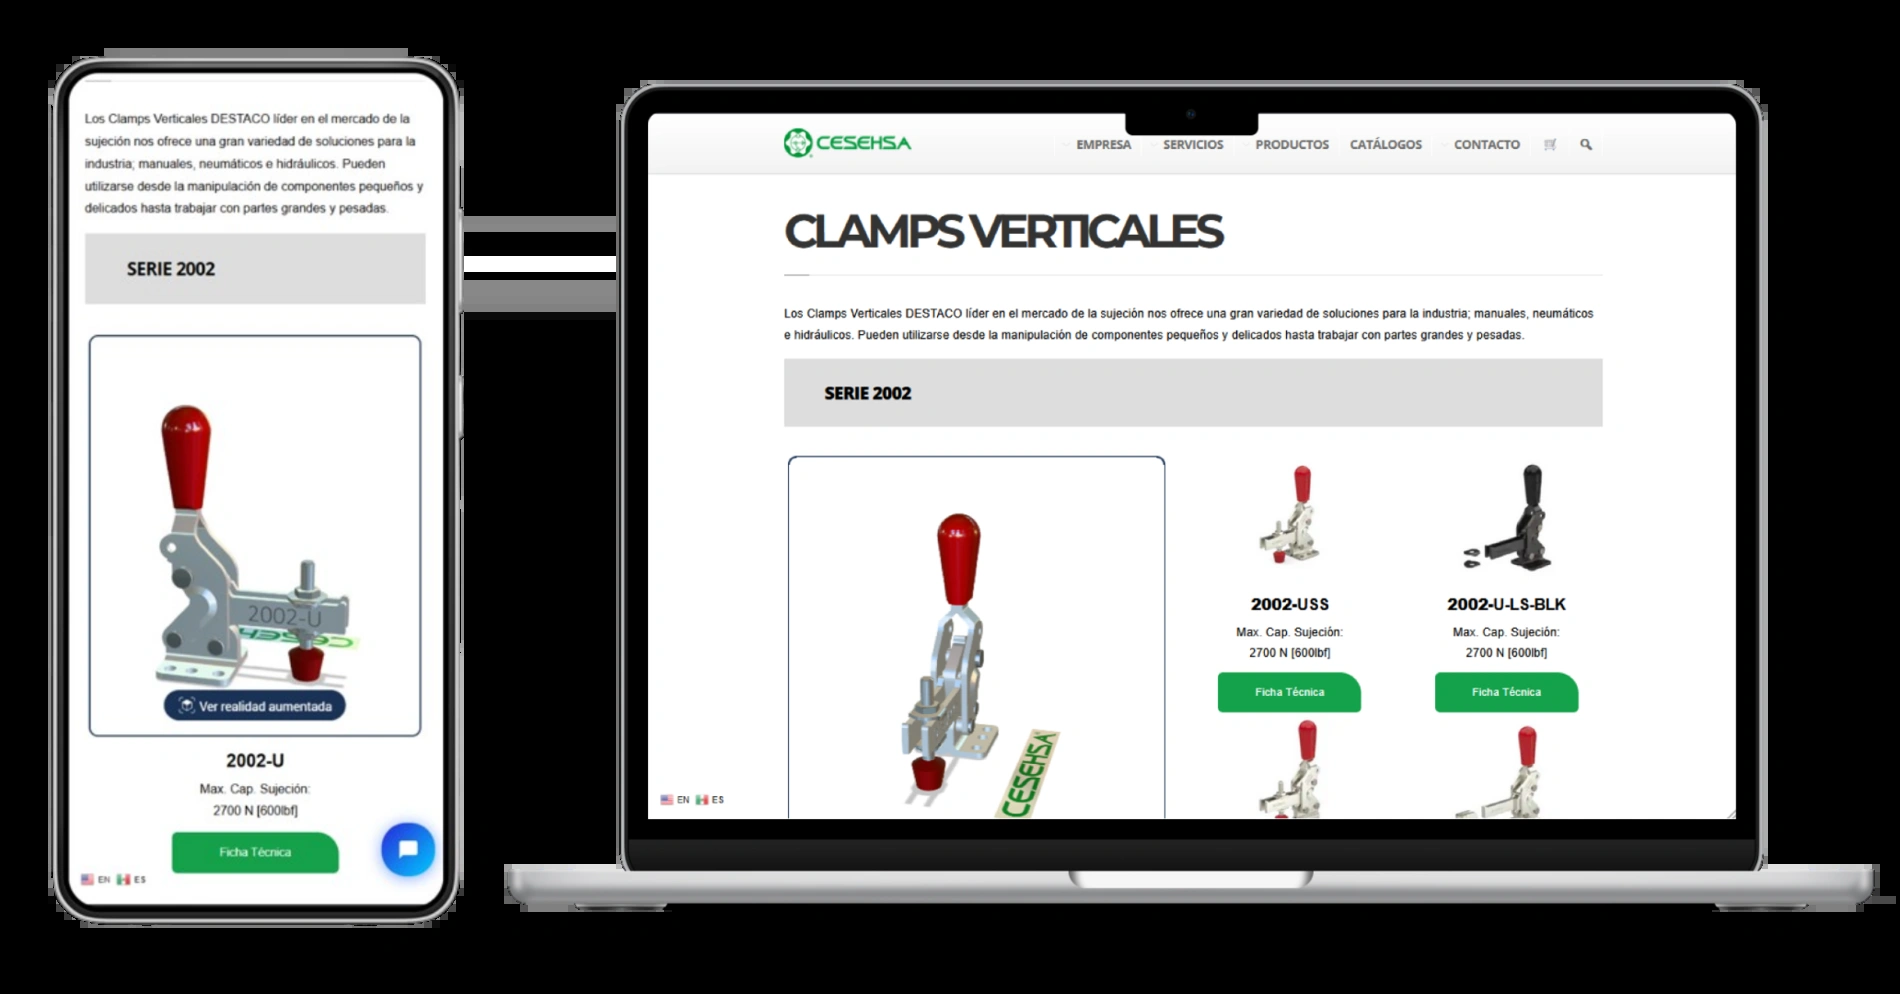 Los Clamps Verticales DESTACO líder en el mercado de la
sujeción nos ofrece una gran variedad de soluciones para la
industria; manuales, neumáticos e hidráulicos. Pueden
utilizarse desde la manipulación de componentes pequeños y
delicados hasta trabajar con partes grandes y pesadas.
SERIE 2002
2002-U
CESEH
Ver realidad aumentada
2002-U
Max. Cap. Sujeción:
2700 N [600lbf]
Ficha Técnica
EN ES
CESEHSA
EMPRESA SERVICIOS PRODUCTOS CATÁLOGOS CONTACTO
CLAMPS VERTICALES
Los Clamps Verticales DESTACO líder en el mercado de la sujeción nos ofrece una gran variedad de soluciones para la industria; manuales, neumáticos
e hidráulicos. Pueden utilizarse desde la manipulación de componentes pequeños y delicados hasta trabajar con partes grandes y pesadas.
SERIE 2002
CESEHSA
2002-USS
Max. Cap. Sujeción:
2700 N [600lbf]
Ficha Técnica
2002-U-LS-BLK
Max. Cap. Sujeción:
2700 N [600lbf]
Ficha Técnica
EN ES